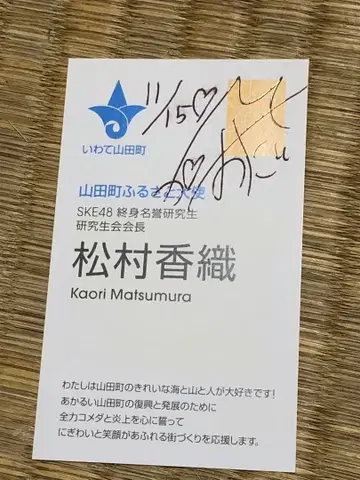 11/15♡
いわて山田町
山田町ふるさと大使
SKE48 終身名誉研究生
研究生会会長
松村香織
Kaori Matsumura
わたしは山田町のきれいな海と山と人が大好きです!
あかるい山田町の復興と発展のために
全力コメダと炎上を心に誓って
にぎわいと笑顔があふれる街づくりを応援します。